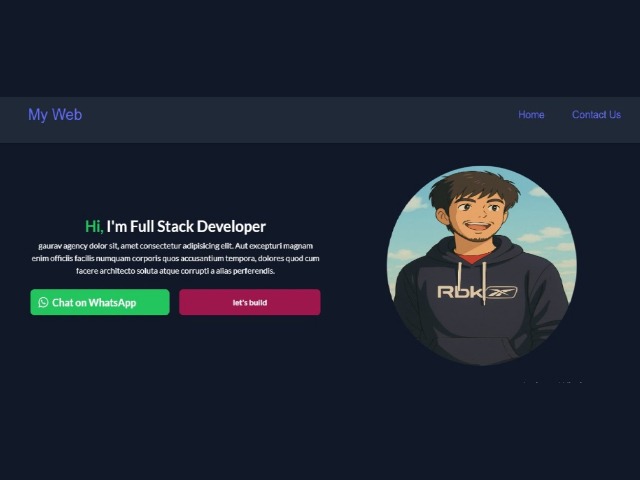 My Web
Home
Contact Us
Hi, I'm Full Stack Developer
gaurav agency dolor sit, amet consectetur adipisicing elit. Aut excepturi magnam
enim officiis facilis numquam corporis quos accusantium tempora, dolores quod cum
facere architecto soluta atque corrupti a alias perferendis.
Chat on WhatsApp
let's build
Rbk